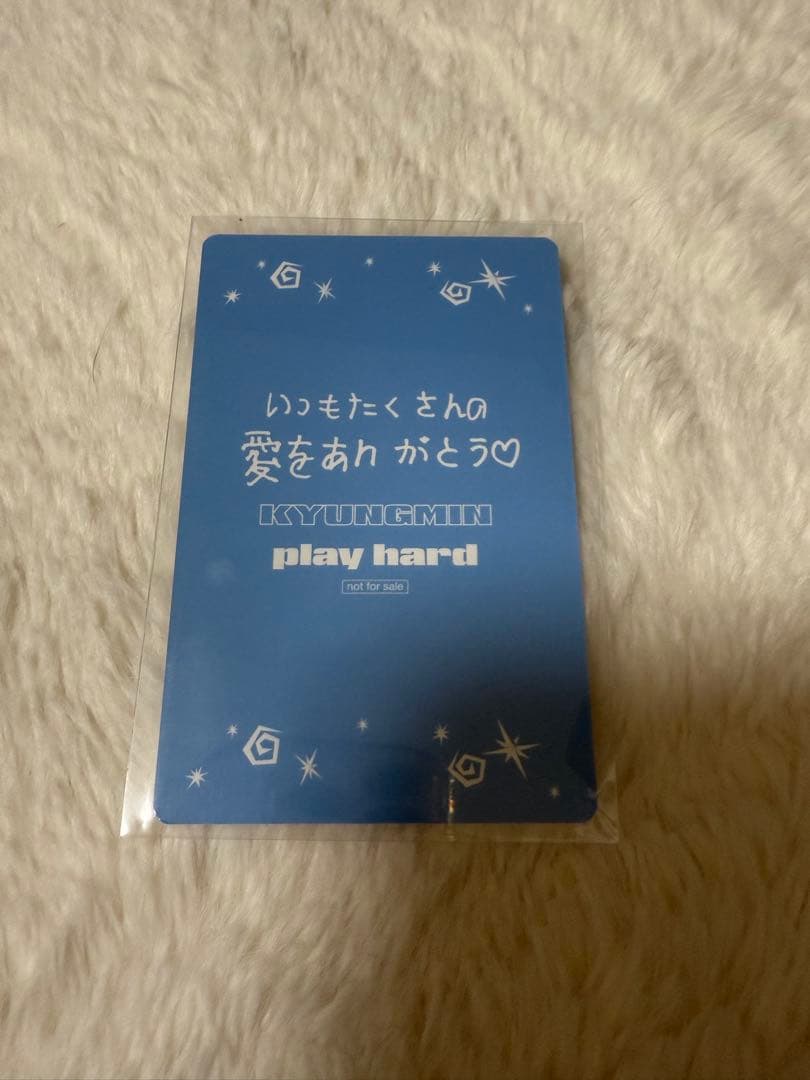 いつもたくさんの
愛をありがとう♡
KYUNGMIN
play hard
not for sale